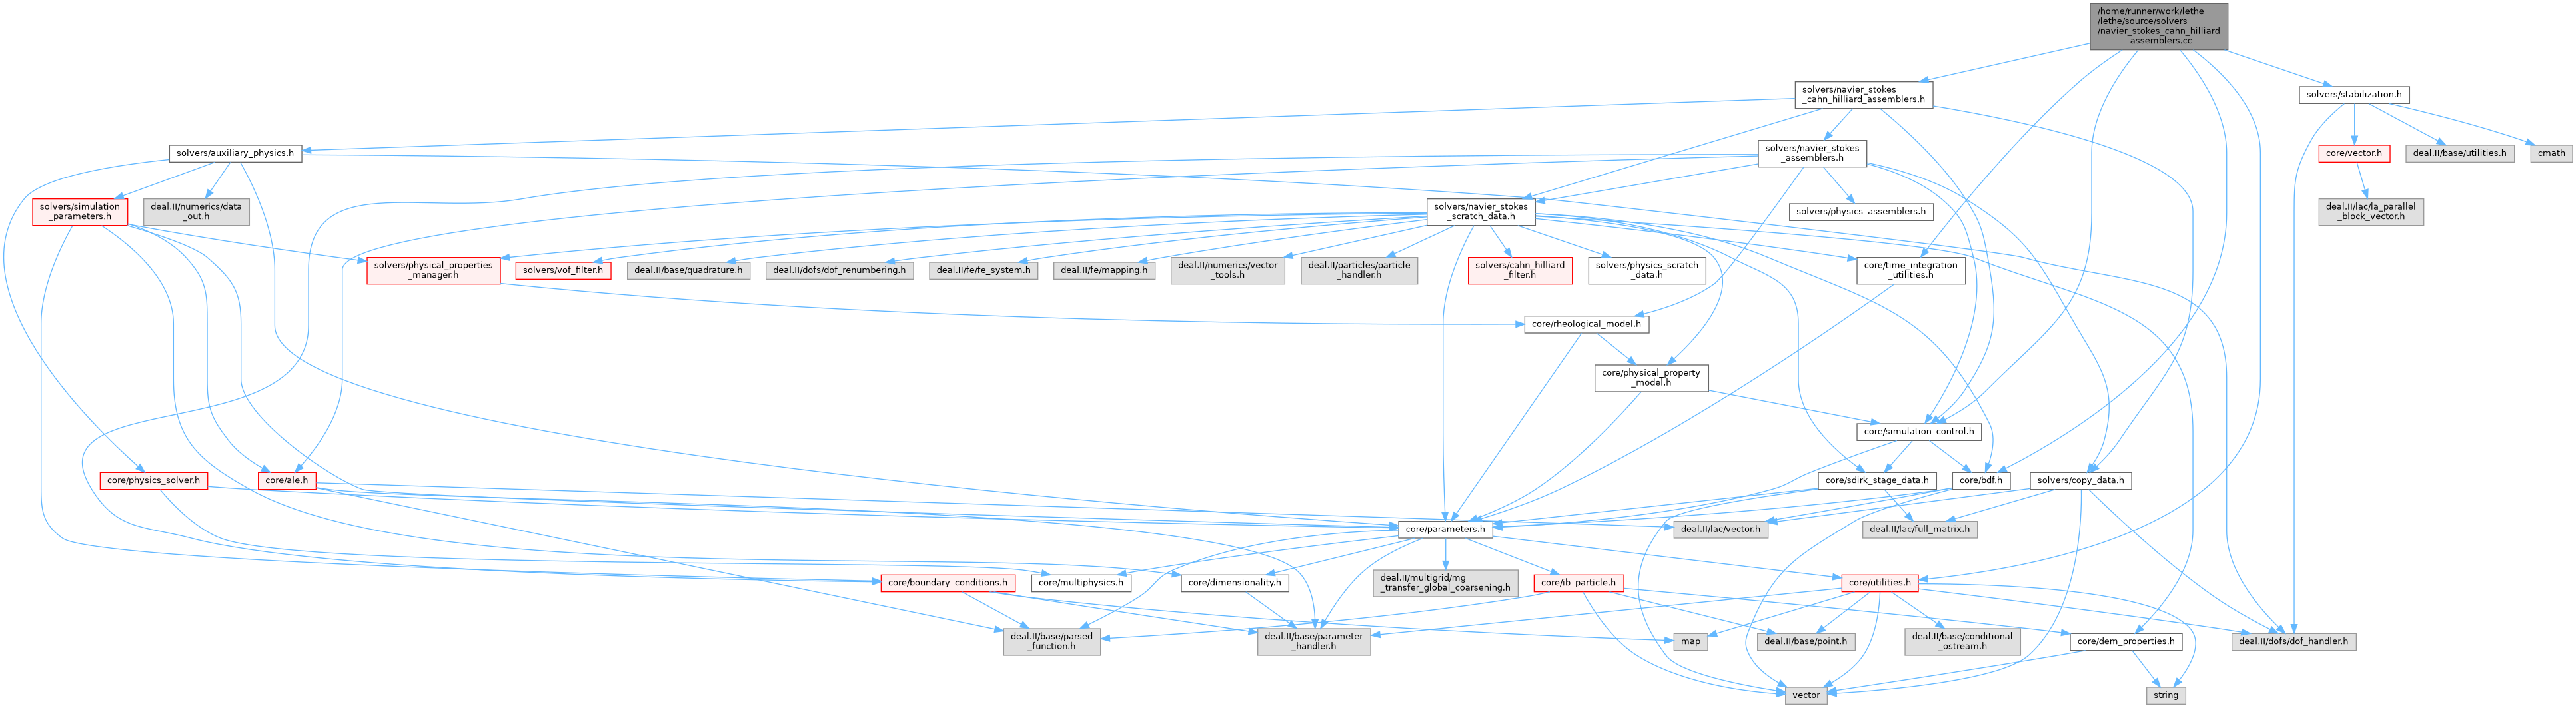 /home/runner/work/lethe
/lethe/source/solvers
/navier_stokes_cahn_hilliard
_assemblers.cc
solvers/navier_stokes
_cahn_hilliard_assemblers.h
solvers/stabilization.h
solvers/auxiliary_physics.h
solvers/navier_stokes
_assemblers.h
core/vector.h
deal.II/base/utilities.h
cmath
solvers/simulation
_parameters.h
deal.II/numerics/data
_out.h
solvers/navier_stokes
_scratch_data.h
solvers/physics_assemblers.h
deal.II/lac/la_parallel
_block_vector.h
solvers/physical_properties
_manager.h
solvers/vof_filter.h
deal.II/base/quadrature.h
deal.II/dofs/dof_renumbering.h
deal.II/fe/fe_system.h
deal.II/fe/mapping.h
deal.II/numerics/vector
_tools.h
deal.II/particles/particle
_handler.h
solvers/cahn_hilliard
_filter.h
solvers/physics_scratch
_data.h
core/time_integration
_utilities.h
core/rheological_model.h
core/physical_property
_model.h
core/simulation_control.h
core/physics_solver.h
core/ale.h
core/sdirk_stage_data.h
core/bdf.h
solvers/copy_data.h
core/parameters.h
deal.II/lac/vector.h
deal.II/lac/full_matrix.h
core/boundary_conditions.h
core/multiphysics.h
core/dimensionality.h
deal.II/multigrid/mg
_transfer_global_coarsening.h
core/ib_particle.h
core/utilities.h
deal.II/base/parsed
_function.h
deal.II/base/parameter
_handler.h
map
deal.II/base/point.h
deal.II/base/conditional
_ostream.h
core/dem_properties.h
deal.II/dofs/dof_handler.h
vector
string